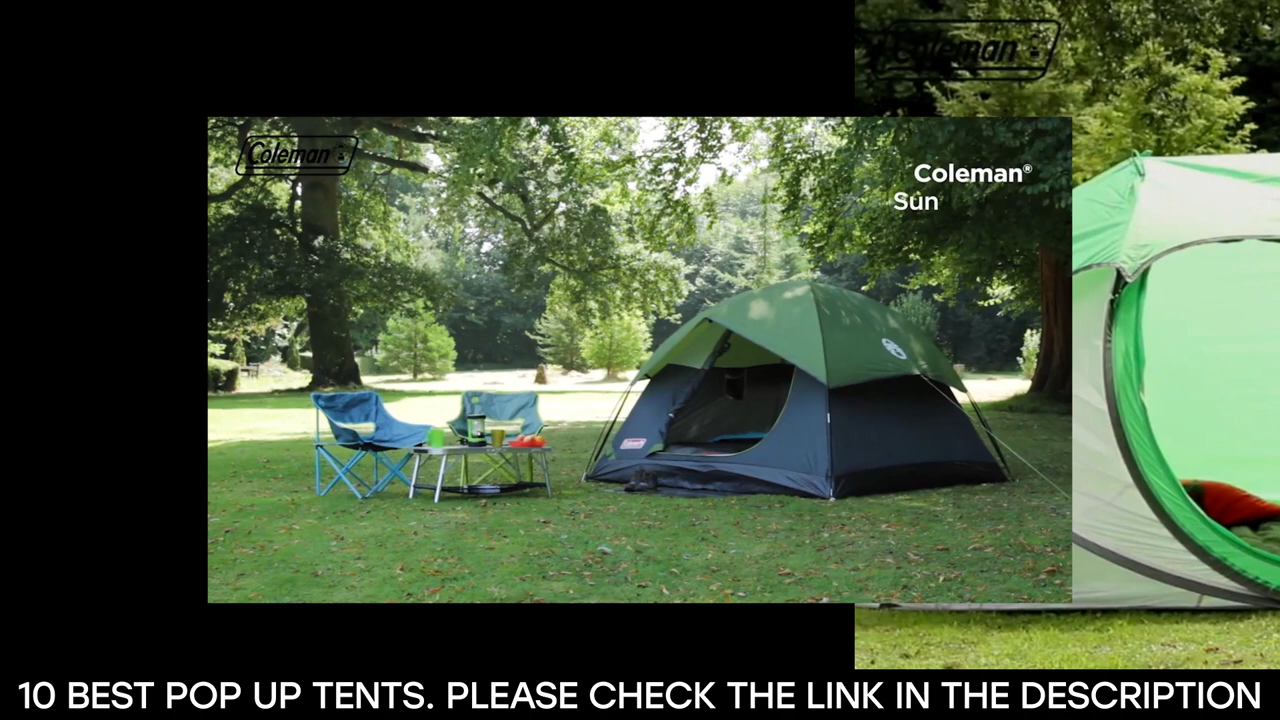 Coleman
Coleman
Coleman®
Sun
10 BEST POP UP TENTS. PLEASE CHECK THE LINK IN THE DESCRIPTION